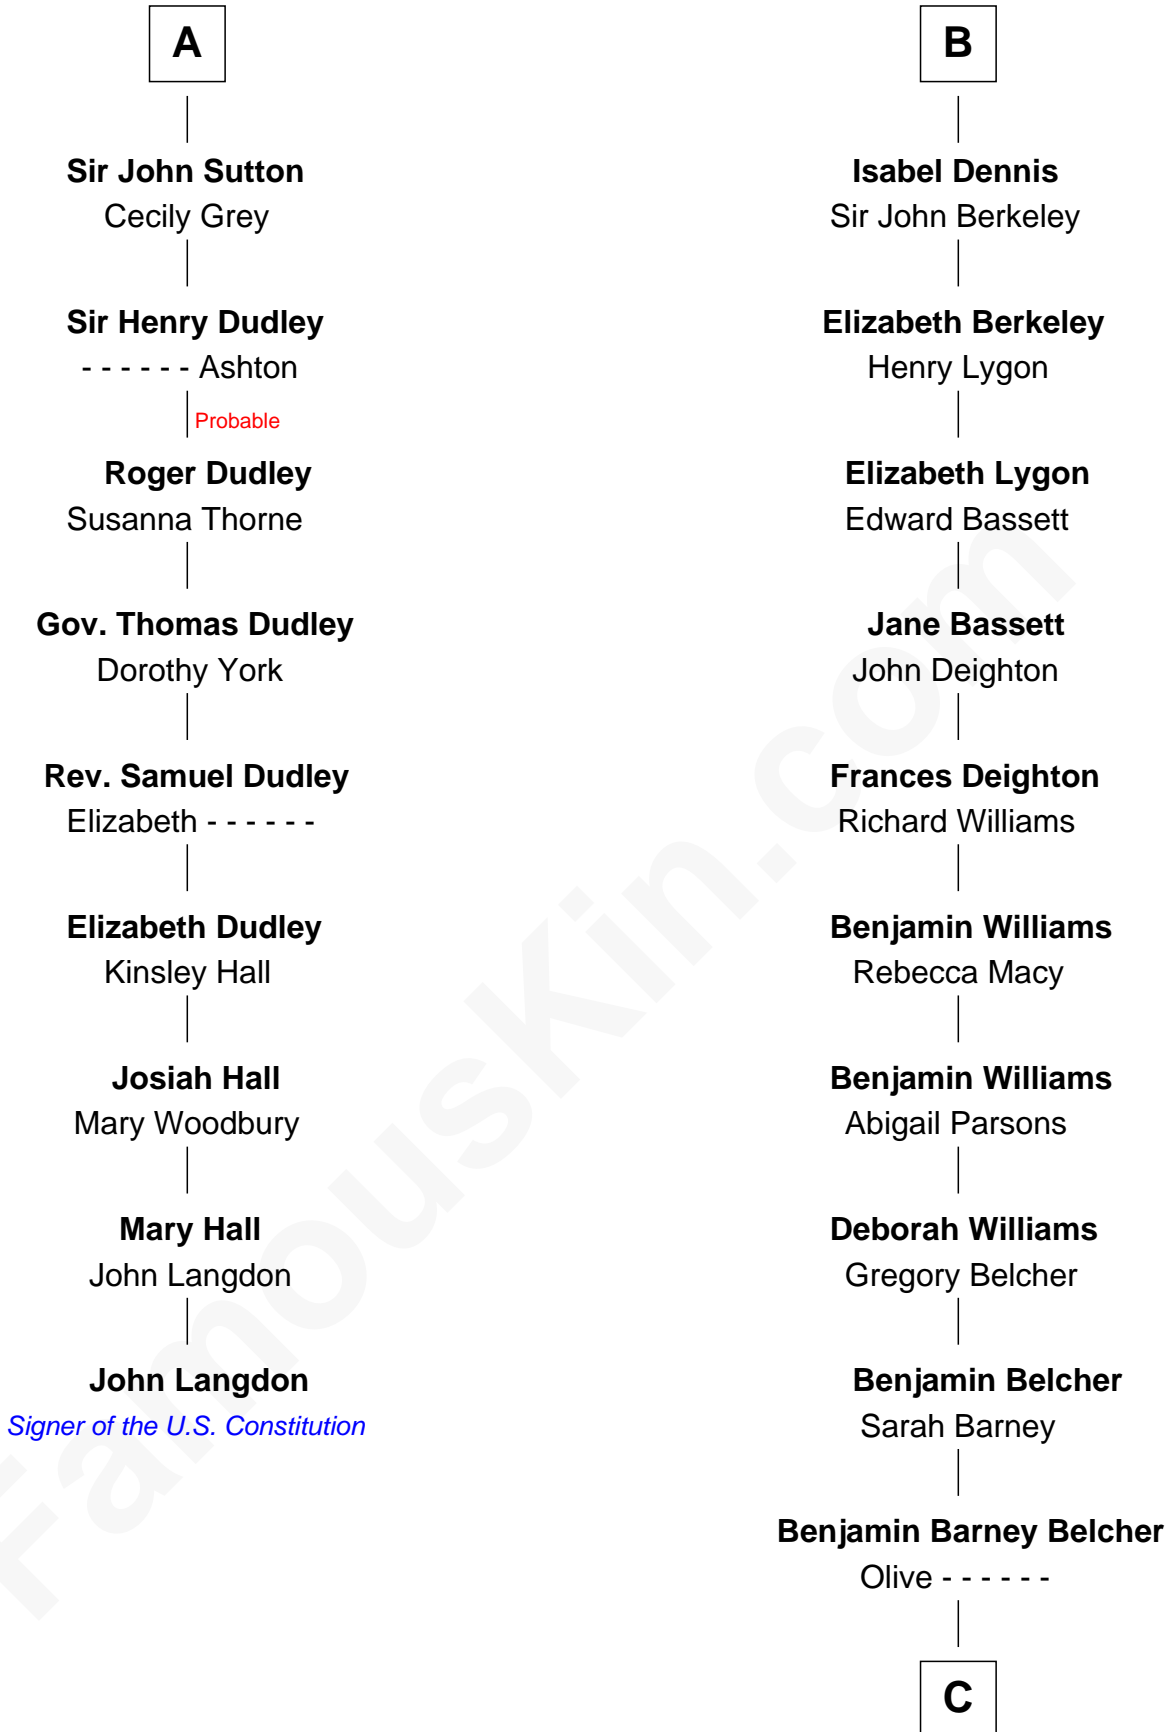 A
Sir John Sutton
Cecily Grey
Sir Henry Dudley
- - - - - - Ashton
Probable
Roger Dudley
Susanna Thorne
Gov. Thomas Dudley
Dorothy York
Rev. Samuel Dudley
Elizabeth - - - - - -
Elizabeth Dudley
Kinsley Hall
Josiah Hall
Mary Woodbury
Mary Hall
John Langdon
John Langdon
Signer of the U.S. Constitution
B
Isabel Dennis
Sir John Berkeley
Elizabeth Berkeley
Henry Lygon
Elizabeth Lygon
Edward Bassett
Jane Bassett
John Deighton
Frances Deighton
Richard Williams
Benjamin Williams
Rebecca Macy
Benjamin Williams
Abigail Parsons
Deborah Williams
Gregory Belcher
Benjamin Belcher
Sarah Barney
Benjamin Barney Belcher
Olive - - - - - -
C
FamousKin.com